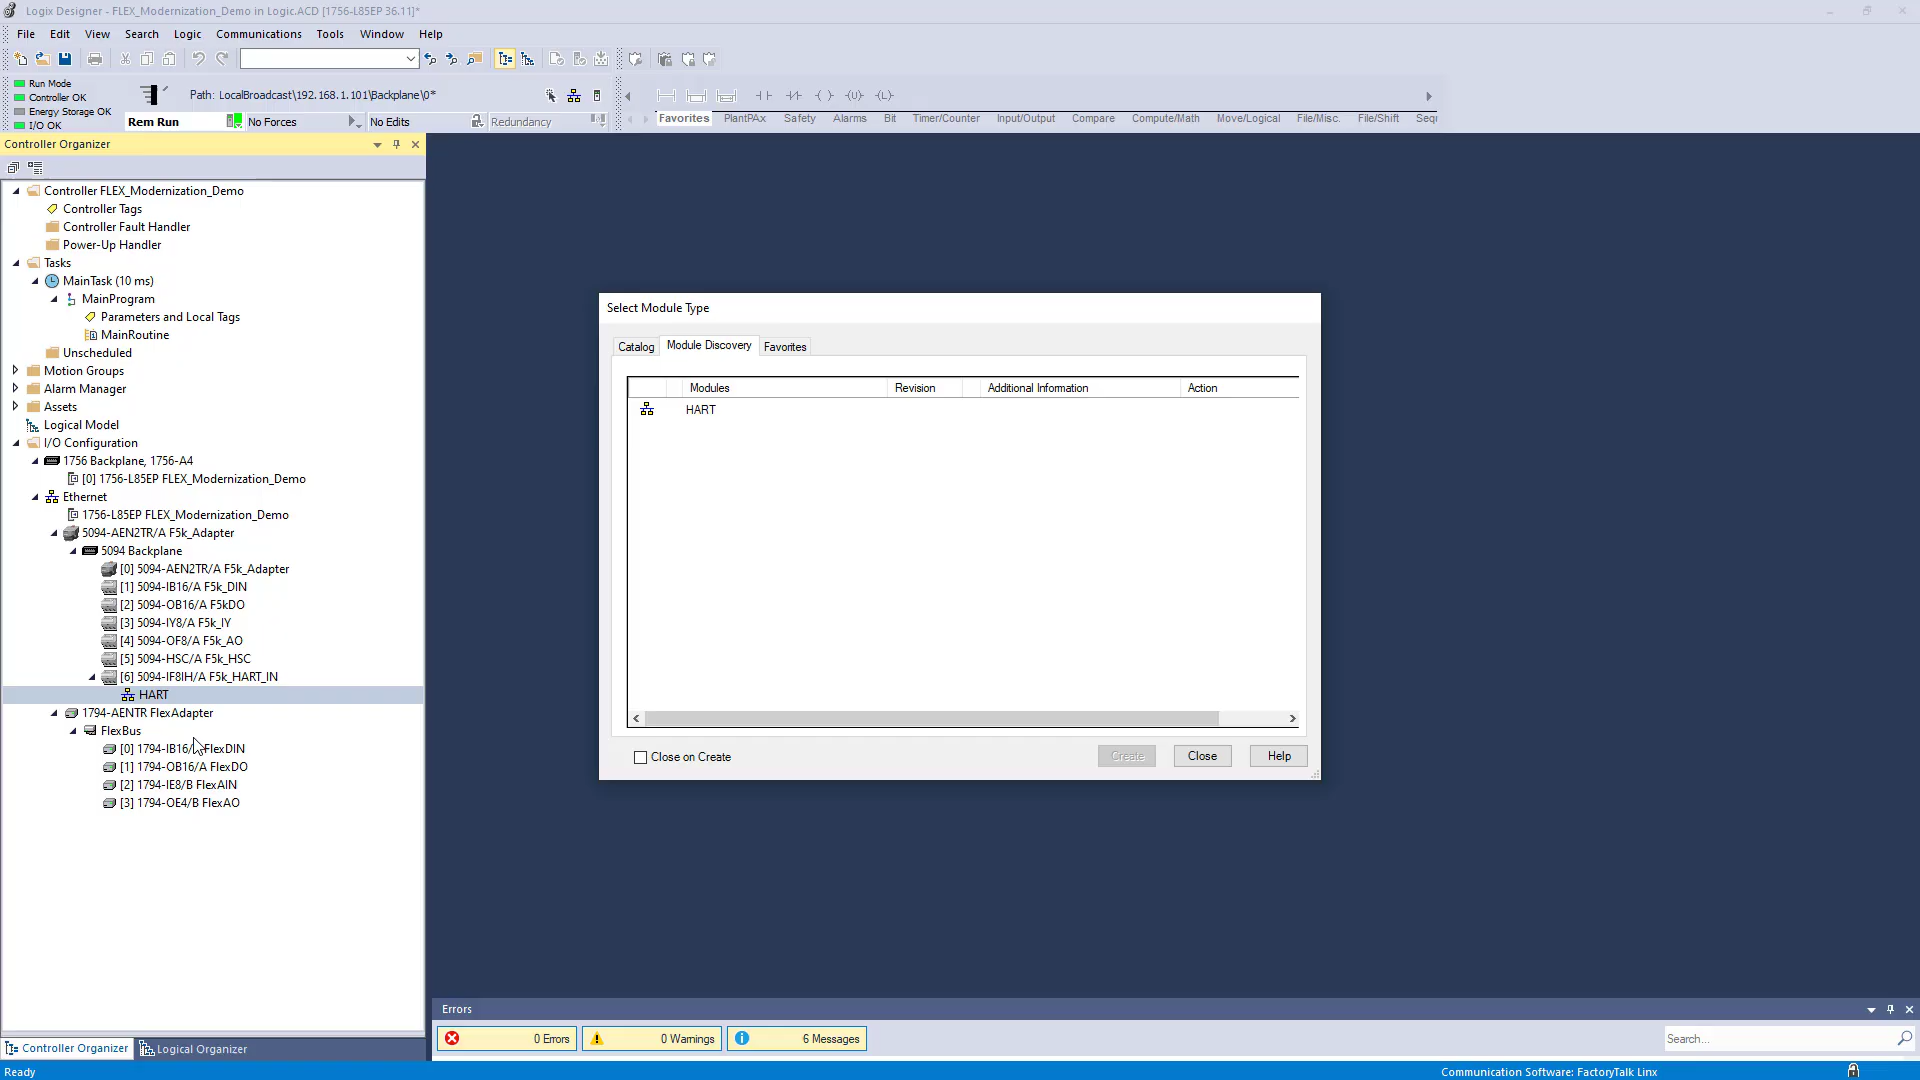 Logix Designer - FLEX_Modernization_Demo in Logic.ACD [1756-L85EP 36.11]*
File Edit View Search Logic Communications Tools Window Help
Run Mode
Controller OK
Energy Storage OK
I/O OK
Path: LocalBroadcast\192.168.1.101\Backplane\0*
Rem Run No Forces No Edits Redundancy
Favorites PlantPAx Safety Alarms Bit Timer/Counter Input/Output Compare Compute/Math Move/Logical File/Misc. File/Shift Sequ
Controller Organizer
Controller FLEX_Modernization_Demo
Controller Tags
Controller Fault Handler
Power-Up Handler
Tasks
MainTask (10 ms)
MainProgram
Parameters and Local Tags
MainRoutine
Unscheduled
Motion Groups
Alarm Manager
Assets
Logical Model
I/O Configuration
1756 Backplane, 1756-A4
[0] 1756-L85EP FLEX_Modernization_Demo
Ethernet
1756-L85EP FLEX_Modernization_Demo
5094-AEN2TR/A F5k_Adapter
5094 Backplane
[0] 5094-AEN2TR/A F5k_Adapter
[1] 5094-IB16/A F5k_DIN
[2] 5094-OB16/A F5kDO
[3] 5094-IY8/A F5k_IY
[4] 5094-OF8/A F5k_AO
[5] 5094-HSC/A F5k_HSC
[6] 5094-IF8IH/A F5k_HART_IN
HART
1794-AENTR FlexAdapter
FlexBus
[0] 1794-IB16/ FlexDIN
[1] 1794-OB16/A FlexDO
[2] 1794-IE8/B FlexAIN
[3] 1794-OE4/B FlexAO
Controller Organizer Logical Organizer
Select Module Type
Catalog Module Discovery Favorites
Modules Revision Additional Information Action
HART
Close on Create Create Close Help
Errors
0 Errors 0 Warnings 6 Messages Search...
Ready Communication Software: FactoryTalk Linx